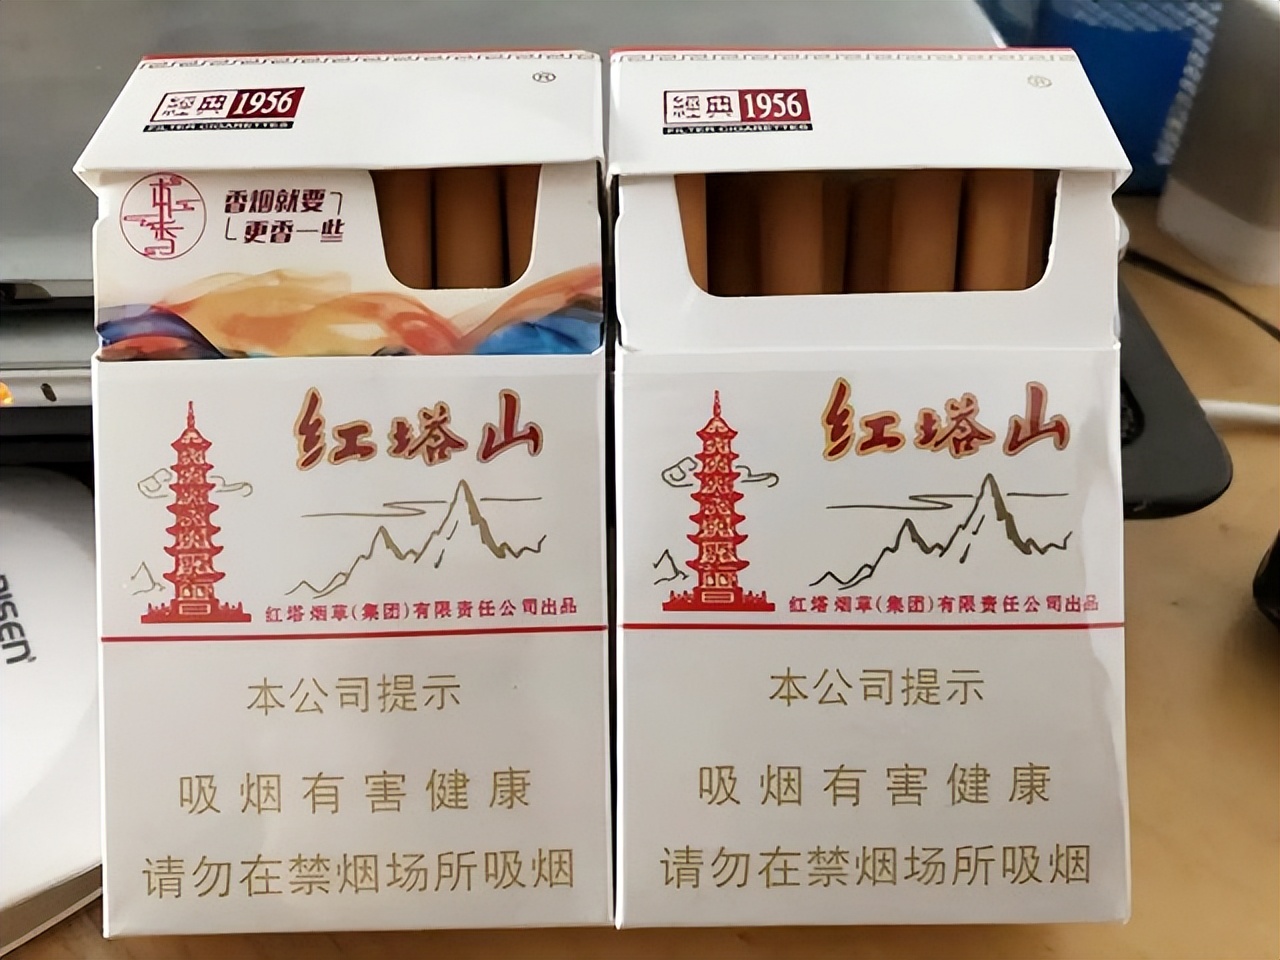 經典 1956
FILTER CIGARETTES
®
香烟就要
更香一些
红塔山
红塔烟草(集团)有限责任公司出品
本公司提示
吸烟有害健康
请勿在禁烟场所吸烟
經典 1956
FILTER CIGARETTES
®
红塔山
红塔烟草(集团)有限责任公司出品
本公司提示
吸烟有害健康
请勿在禁烟场所吸烟